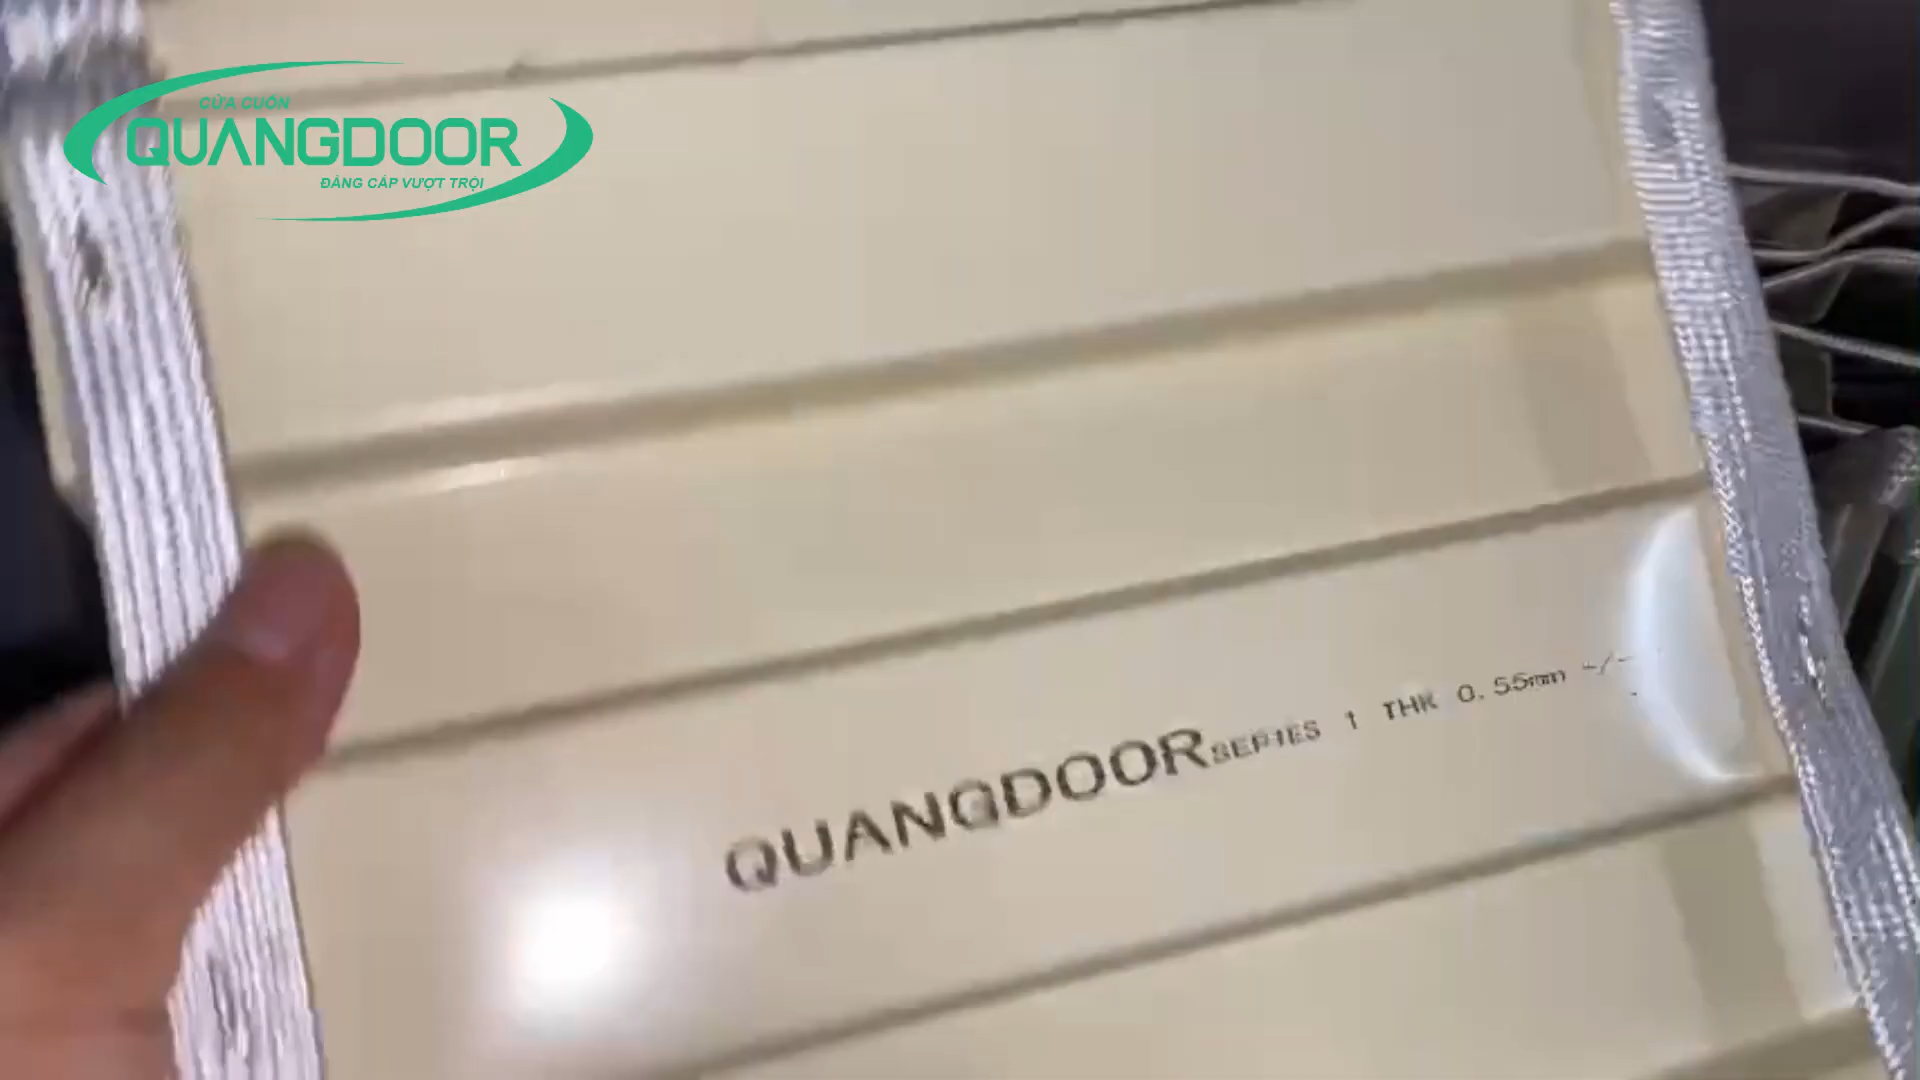 CỬA CUỐN
QUANGDOOR
ĐẲNG CẤP VƯỢT TRỘI
QUANGDOOR SERIES 1 THK 0.55mm